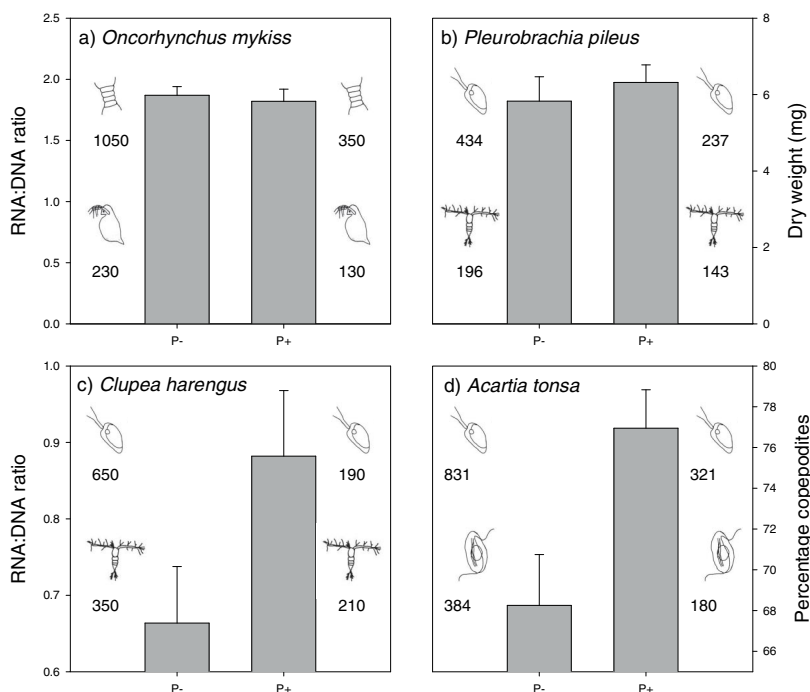 a) Oncorhynchus mykiss
RNA:DNA ratio
2.5
2.0
1.5
1.0
0.5
0.0
1050
350
230
130
P-
P+
b) Pleurobrachia pileus
434
237
196
143
P-
P+
8
6
4
2
0
Dry weight (mg)
c) Clupea harengus
RNA:DNA ratio
1.0
0.9
0.8
0.7
0.6
650
190
350
210
P-
P+
d) Acartia tonsa
831
321
384
180
P-
P+
80
78
76
74
72
70
68
66
Percentage copepodites